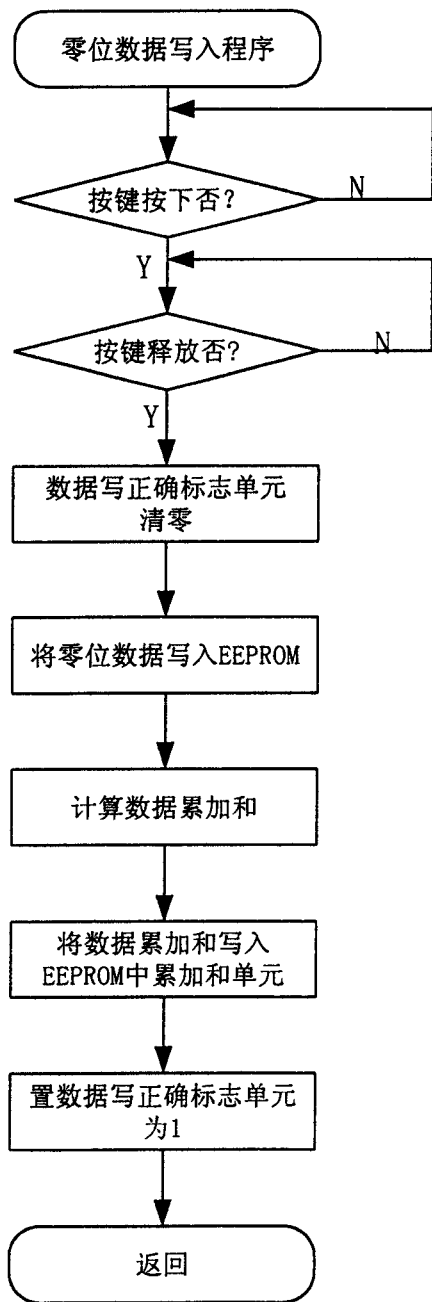 零位数据写入程序
按键按下否?
N
Y
按键释放否?
N
Y
数据写正确标志单元
清零
将零位数据写入EEPROM
计算数据累加和
将数据累加和写入
EEPROM中累加和单元
置数据写正确标志单元
为1
返回